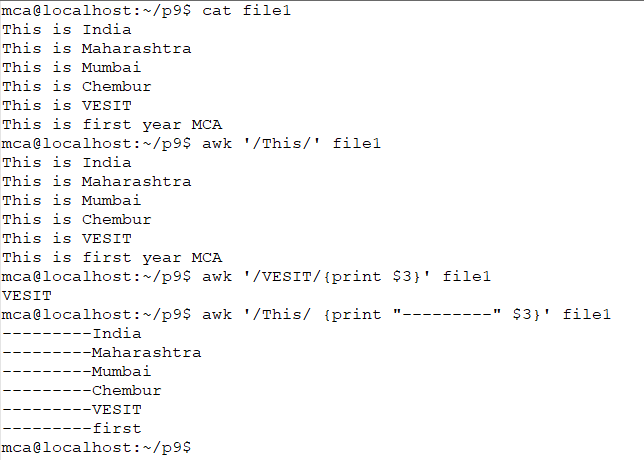 mca@localhost:~/p9$ cat file1
This is India
This is Maharashtra
This is Mumbai
This is Chembur
This is VESIT
This is first year MCA
mca@localhost:~/p9$ awk '/This/' file1
This is India
This is Maharashtra
This is Mumbai
This is Chembur
This is VESIT
This is first year MCA
mca@localhost:~/p9$ awk '/VESIT/{print $3}' file1
VESIT
mca@localhost:~/p9$ awk '/This/ {print "---------" $3}' file1
---------India
---------Maharashtra
---------Mumbai
---------Chembur
---------VESIT
---------first
mca@localhost:~/p9$